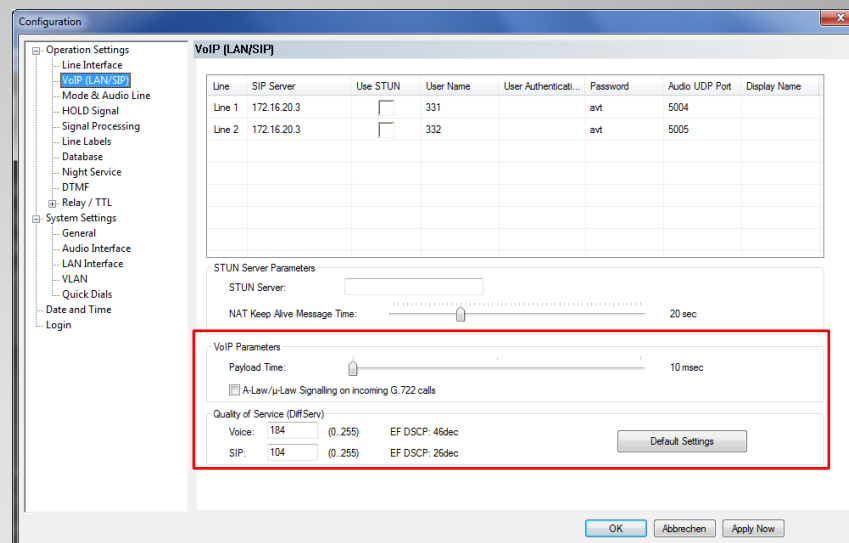 Configuration
Operation Settings
Line Interface
VoIP (LAN/SIP)
Mode & Audio Line
HOLD Signal
Signal Processing
Line Labels
Database
Night Service
DTMF
Relay / TTL
System Settings
General
Audio Interface
LAN Interface
VLAN
Quick Dials
Date and Time
Login
VoIP (LAN/SIP)
Line SIP Server Use STUN User Name User Authenticati... Password Audio UDP Port Display Name
Line 1 172.16.20.3 331 avt 5004
Line 2 172.16.20.3 332 avt 5005
STUN Server Parameters
STUN Server:
NAT Keep Alive Message Time: 20 sec
VoIP Parameters
Payload Time: 10 msec
A-Law/µ-Law Signalling on incoming G.722 calls
Quality of Service (DiffServ)
Voice: 184 (0..255) EF DSCP: 46dec
SIP: 104 (0..255) EF DSCP: 26dec
Default Settings
OK Abbrechen Apply Now